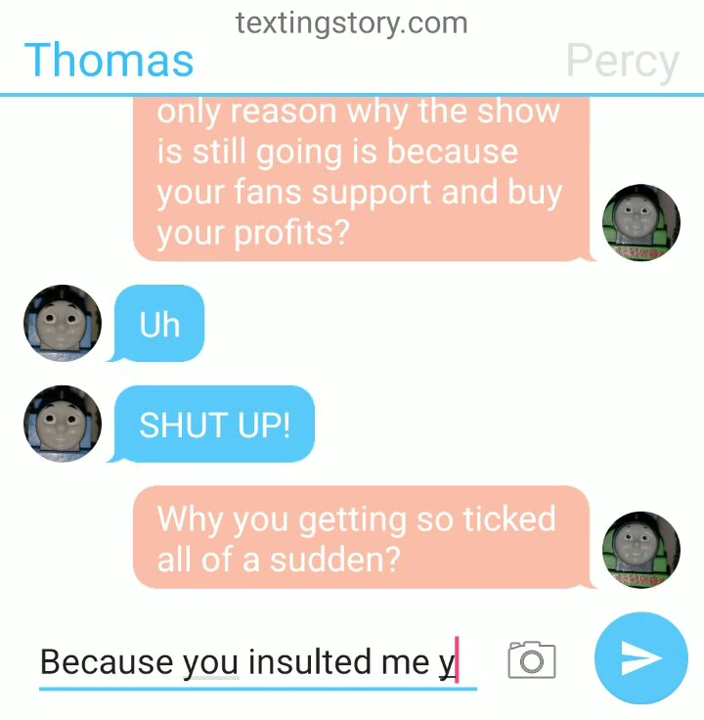 textingstory.com
Thomas
Percy
only reason why the show
is still going is because
your fans support and buy
your profits?
Uh
SHUT UP!
Why you getting so ticked
all of a sudden?
Because you insulted me y